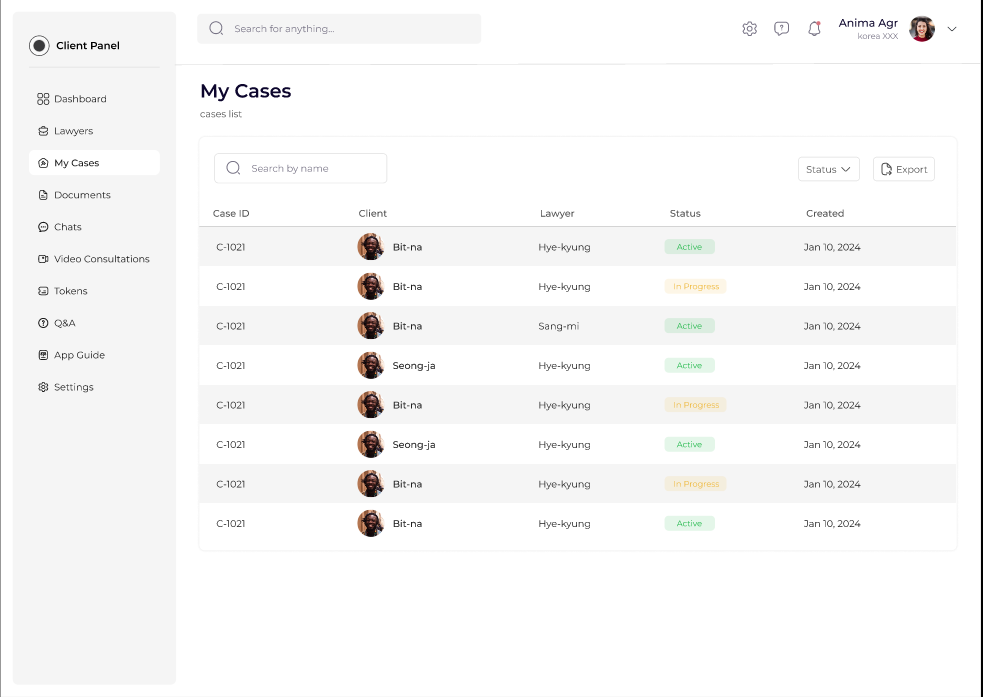 Client Panel
Search for anything...
Anima Agr
korea XXX
Dashboard
Lawyers
My Cases
Documents
Chats
Video Consultations
Tokens
Q&A
App Guide
Settings
My Cases
cases list
Search by name
Status
Export
Case ID Client Lawyer Status Created
C-1021 Bit-na Hye-kyung Active Jan 10, 2024
C-1021 Bit-na Hye-kyung In Progress Jan 10, 2024
C-1021 Bit-na Sang-mi Active Jan 10, 2024
C-1021 Seong-ja Hye-kyung Active Jan 10, 2024
C-1021 Bit-na Hye-kyung In Progress Jan 10, 2024
C-1021 Seong-ja Hye-kyung Active Jan 10, 2024
C-1021 Bit-na Hye-kyung In Progress Jan 10, 2024
C-1021 Bit-na Hye-kyung Active Jan 10, 2024